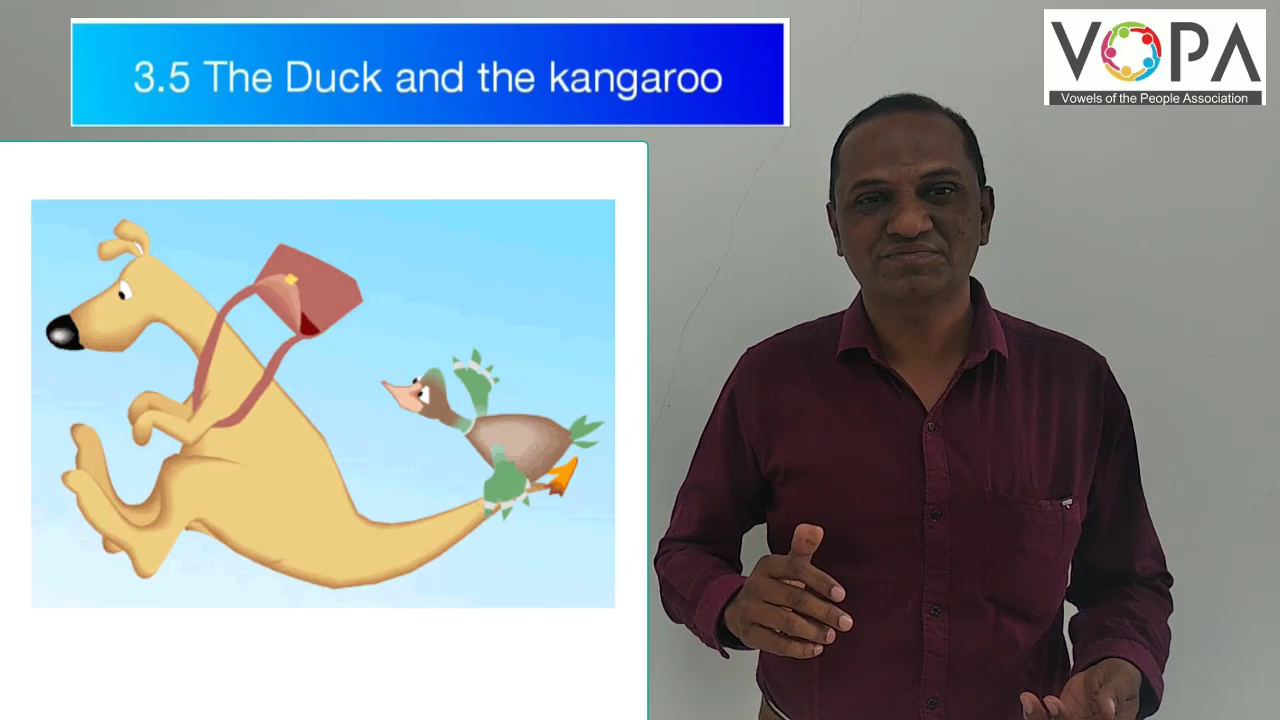 3.5 The Duck and the kangaroo
VOPA
Vowels of the People Association